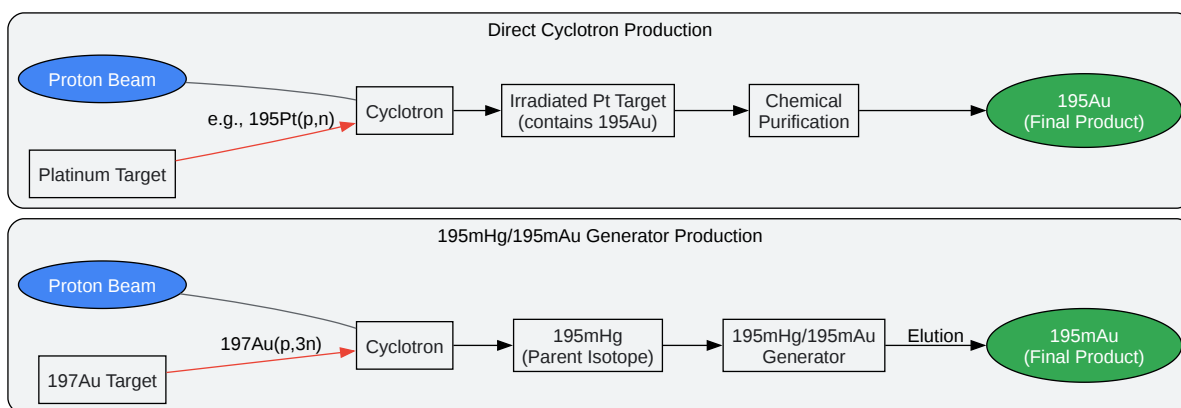 Direct Cyclotron Production
Proton Beam
e.g., 195Pt(p,n)
Platinum Target
Cyclotron
Irradiated Pt Target
(contains 195Au)
Chemical
Purification
195Au
(Final Product)
195mHg/195mAu Generator Production
Proton Beam
197Au(p,3n)
197Au Target
Cyclotron
195mHg
(Parent Isotope)
195mHg/195mAu
Generator
Elution
195mAu
(Final Product)